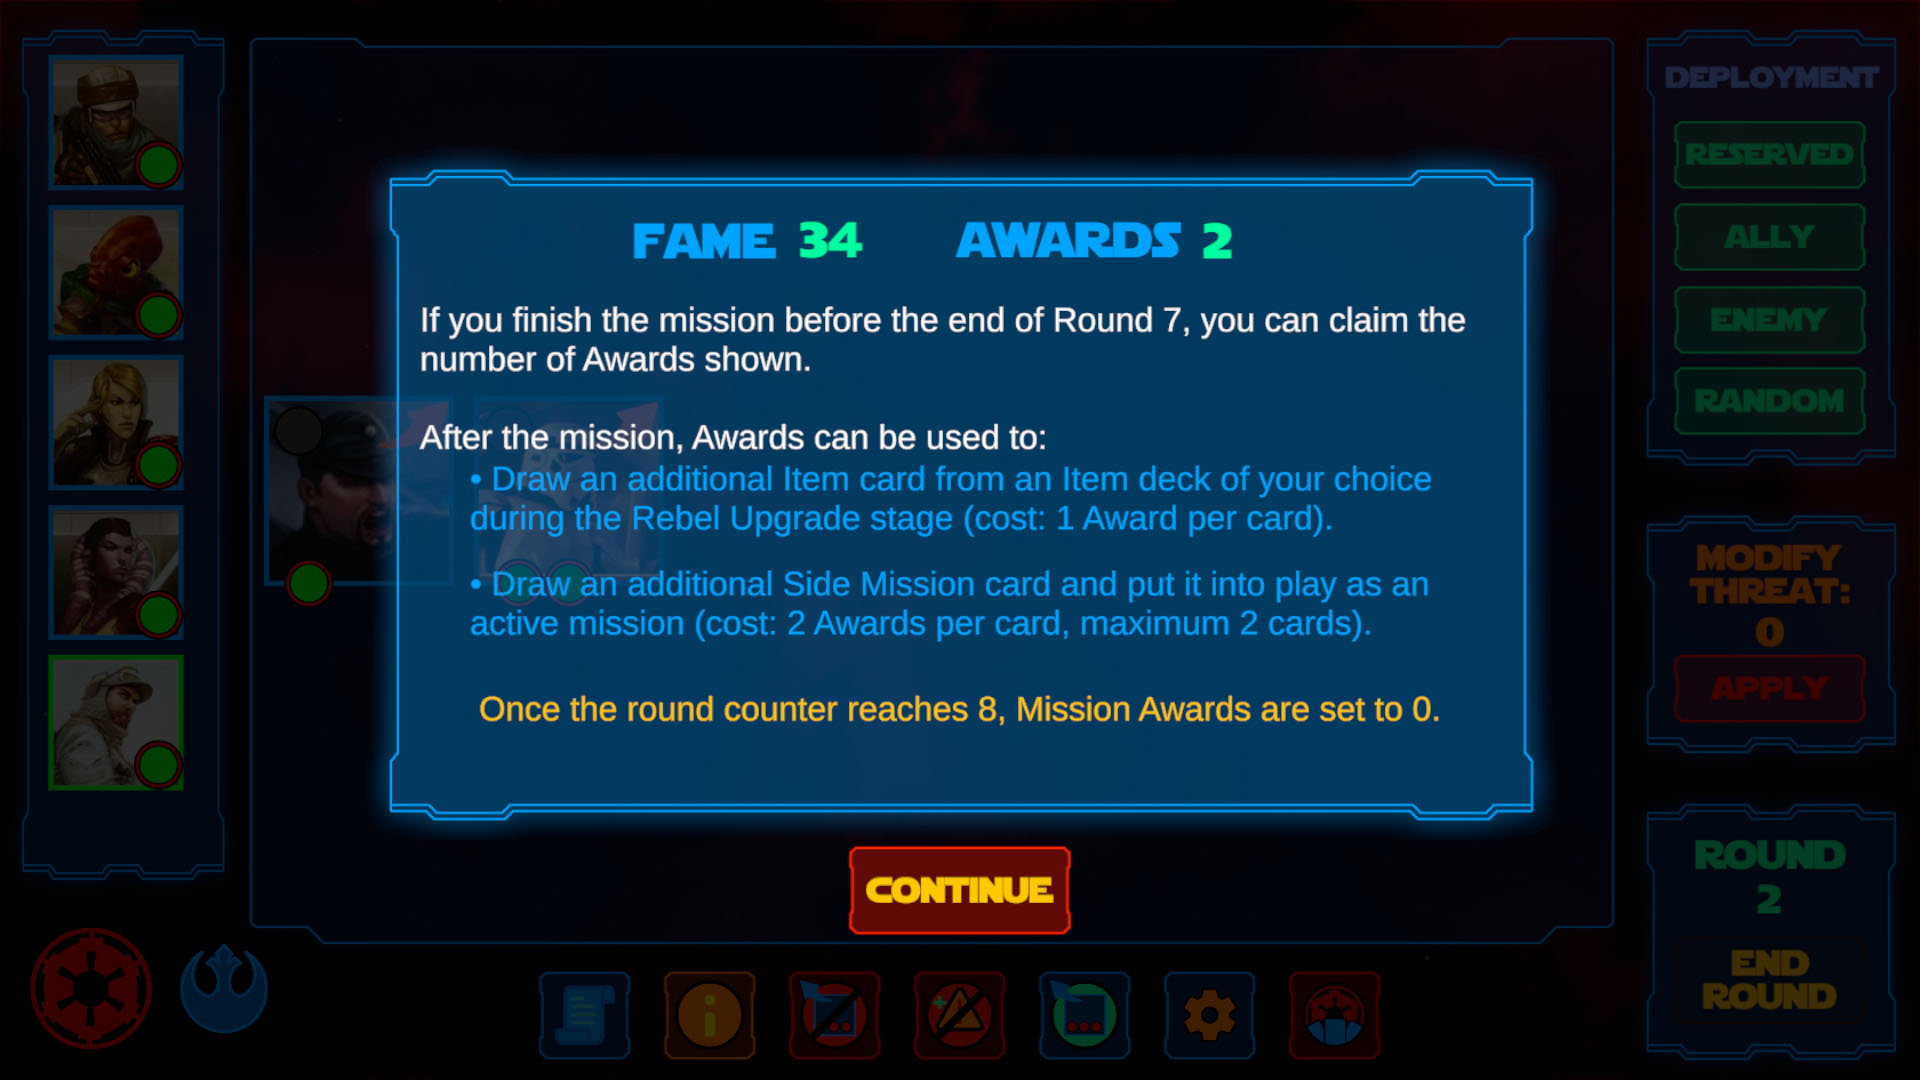 DEPLOYMENT
RESERVED
ALLY
ENEMY
RANDOM
FAME 34 AWARDS 2
If you finish the mission before the end of Round 7, you can claim the
number of Awards shown.
After the mission, Awards can be used to:
• Draw an additional Item card from an Item deck of your choice
during the Rebel Upgrade stage (cost: 1 Award per card).
• Draw an additional Side Mission card and put it into play as an
active mission (cost: 2 Awards per card, maximum 2 cards).
Once the round counter reaches 8, Mission Awards are set to 0.
CONTINUE
MODIFY
THREAT:
0
APPLY
ROUND
2
END
ROUND